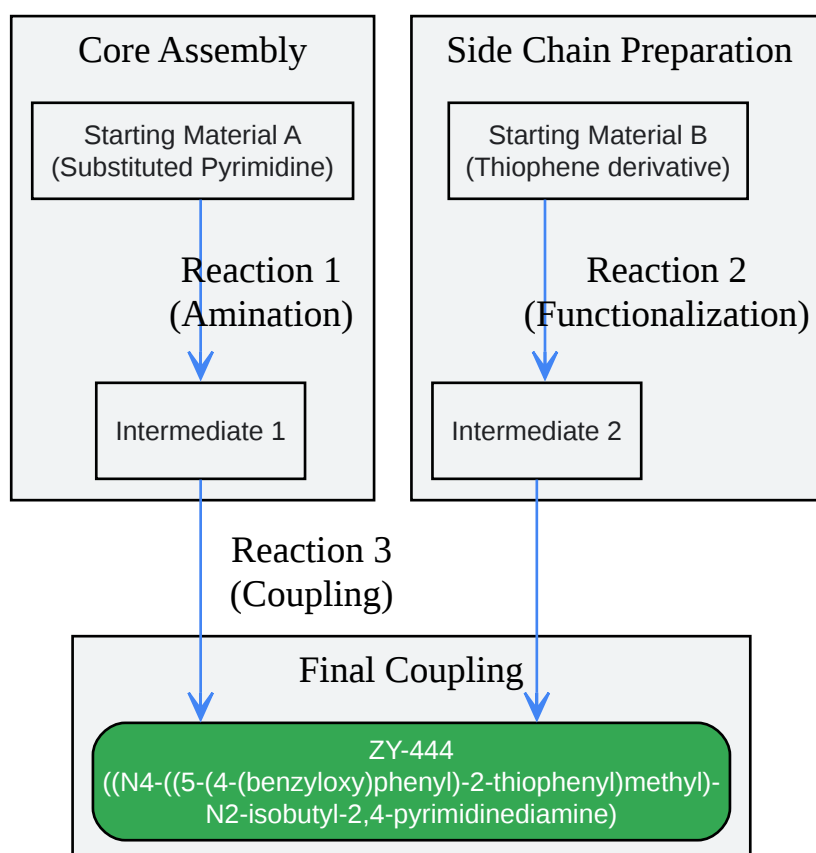 Core Assembly
Starting Material A
(Substituted Pyrimidine)
Reaction 1
(Amination)
Intermediate 1
Side Chain Preparation
Starting Material B
(Thiophene derivative)
Reaction 2
(Functionalization)
Intermediate 2
Reaction 3
(Coupling)
Final Coupling
ZY-444
((N4-((5-(4-(benzyloxy)phenyl)-2-thiophenyl)methyl)-
N2-isobutyl-2,4-pyrimidinediamine)